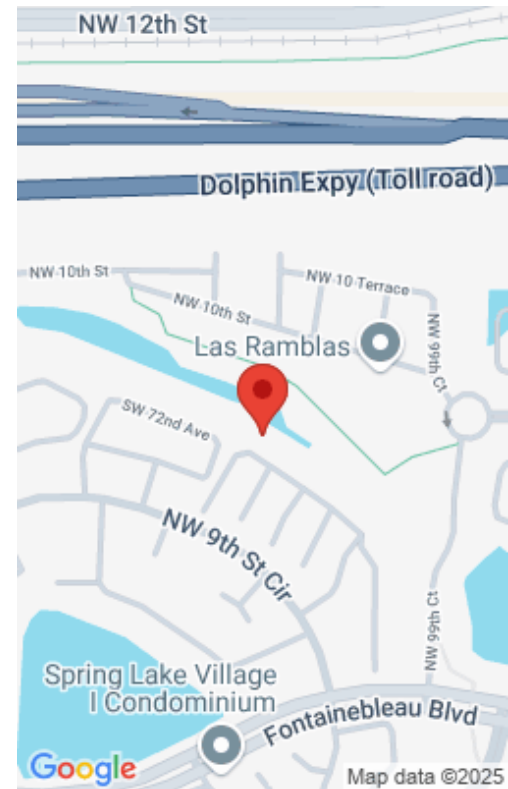 NW 12th St
Dolphin Expy (Toll road)
NW 10th St
NW 10 Terrace
NW 10th St
NW 99th Ct
Las Ramblas
SW 72nd Ave
NW 9th St Cir
NW 99th Ct
Spring Lake Village
I Condominium
Fontainebleau Blvd
Google
Map data ©2025